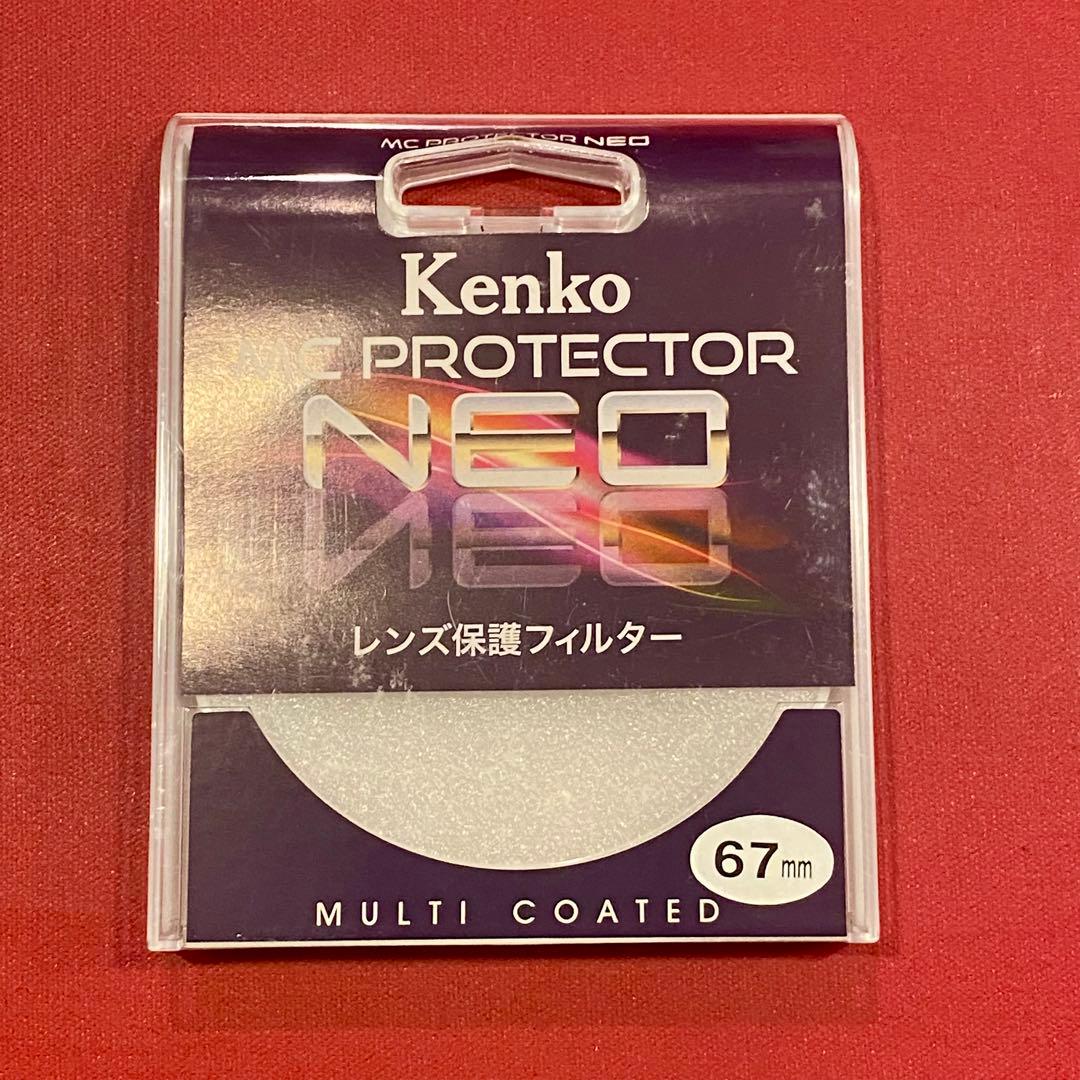 MC PROTECTOR NEO
Kenko
MC PROTECTOR
NEO
レンズ保護フィルター
67mm
MULTI COATED